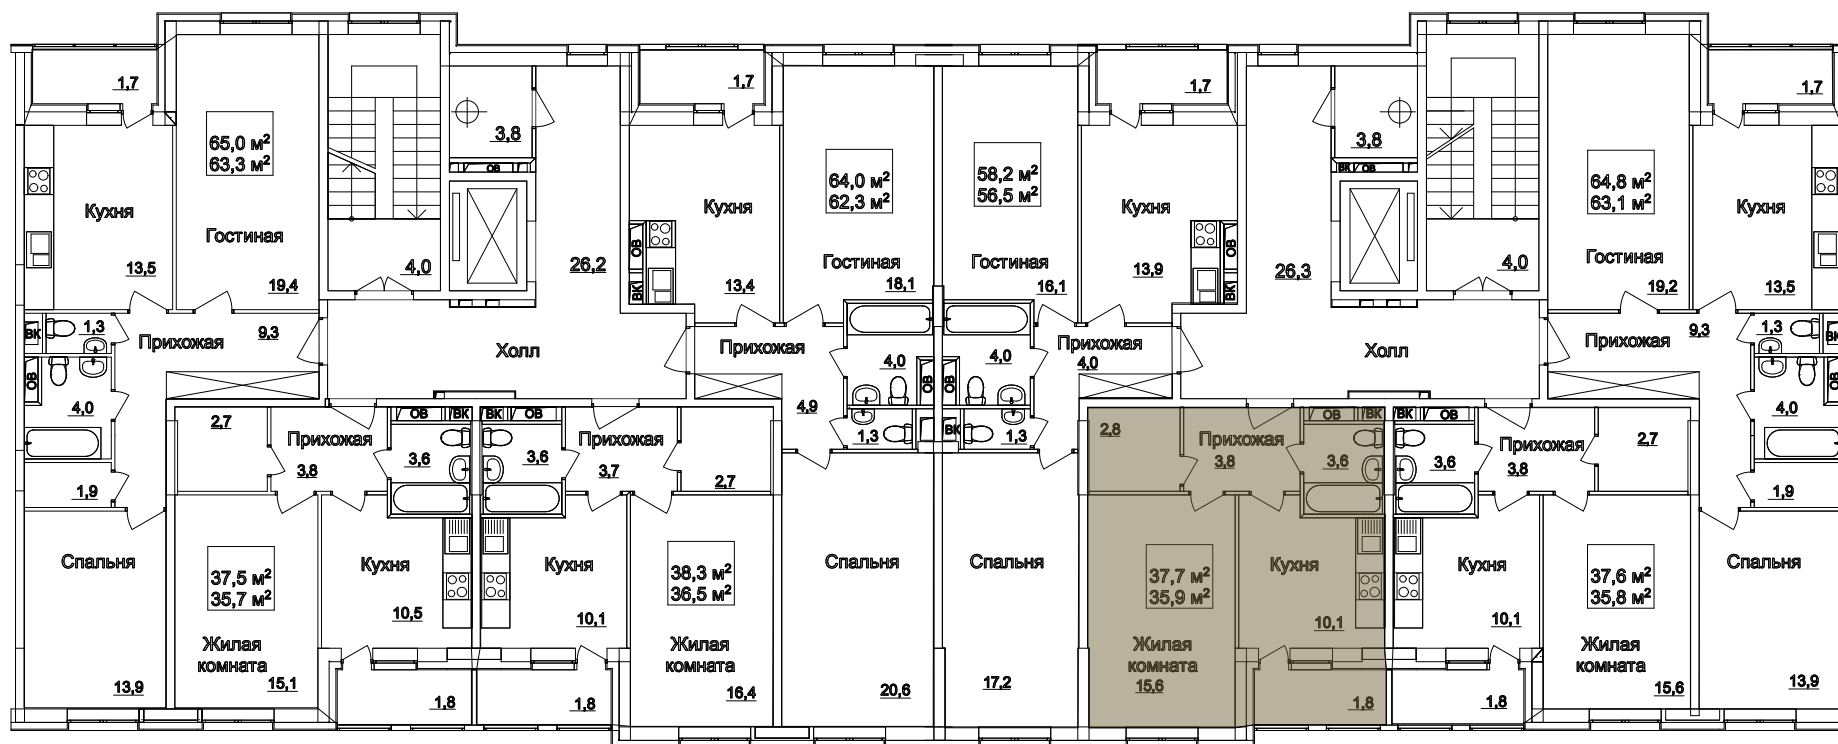 1,7
65,0 м²
63,3 м²
Кухня
13,5
Гостиная
19,4
4,0
3,8
ОВ
26,2
1,7
ОВ
ВК
Кухня
13,4
64,0 м²
62,3 м²
Гостиная
18,1
58,2 м²
56,5 м²
Гостиная
16,1
1,7
Кухня
13,9
ОВ
ВК
26,3
3,8
ВК
ОВ
4,0
64,8 м²
63,1 м²
Гостиная
19,2
1,7
Кухня
13,5
ВК
1,3
Прихожая
9,3
ОВ
4,0
1,9
Холл
Прихожая
4,0
ОВ
4,9
1,3
ВК
ОВ
4,0
Прихожая
4,0
1,3
Холл
Прихожая
9,3
1,3
ВК
ОВ
4,0
1,9
2,7
Прихожая
3,8
ОВ
ВК
3,6
ВК
ОВ
3,6
Прихожая
3,7
2,7
2,8
Прихожая
3,8
ОВ
ВК
3,6
ВК
ОВ
3,6
Прихожая
3,8
2,7
Спальня
13,9
37,5 м²
35,7 м²
Жилая
комната
15,1
Кухня
10,5
1,8
Кухня
10,1
1,8
38,3 м²
36,5 м²
Жилая
комната
16,4
Спальня
20,6
Спальня
17,2
37,7 м²
35,9 м²
Жилая
комната
15,6
Кухня
10,1
1,8
Кухня
10,1
1,8
37,6 м²
35,8 м²
Жилая
комната
15,6
Спальня
13,9